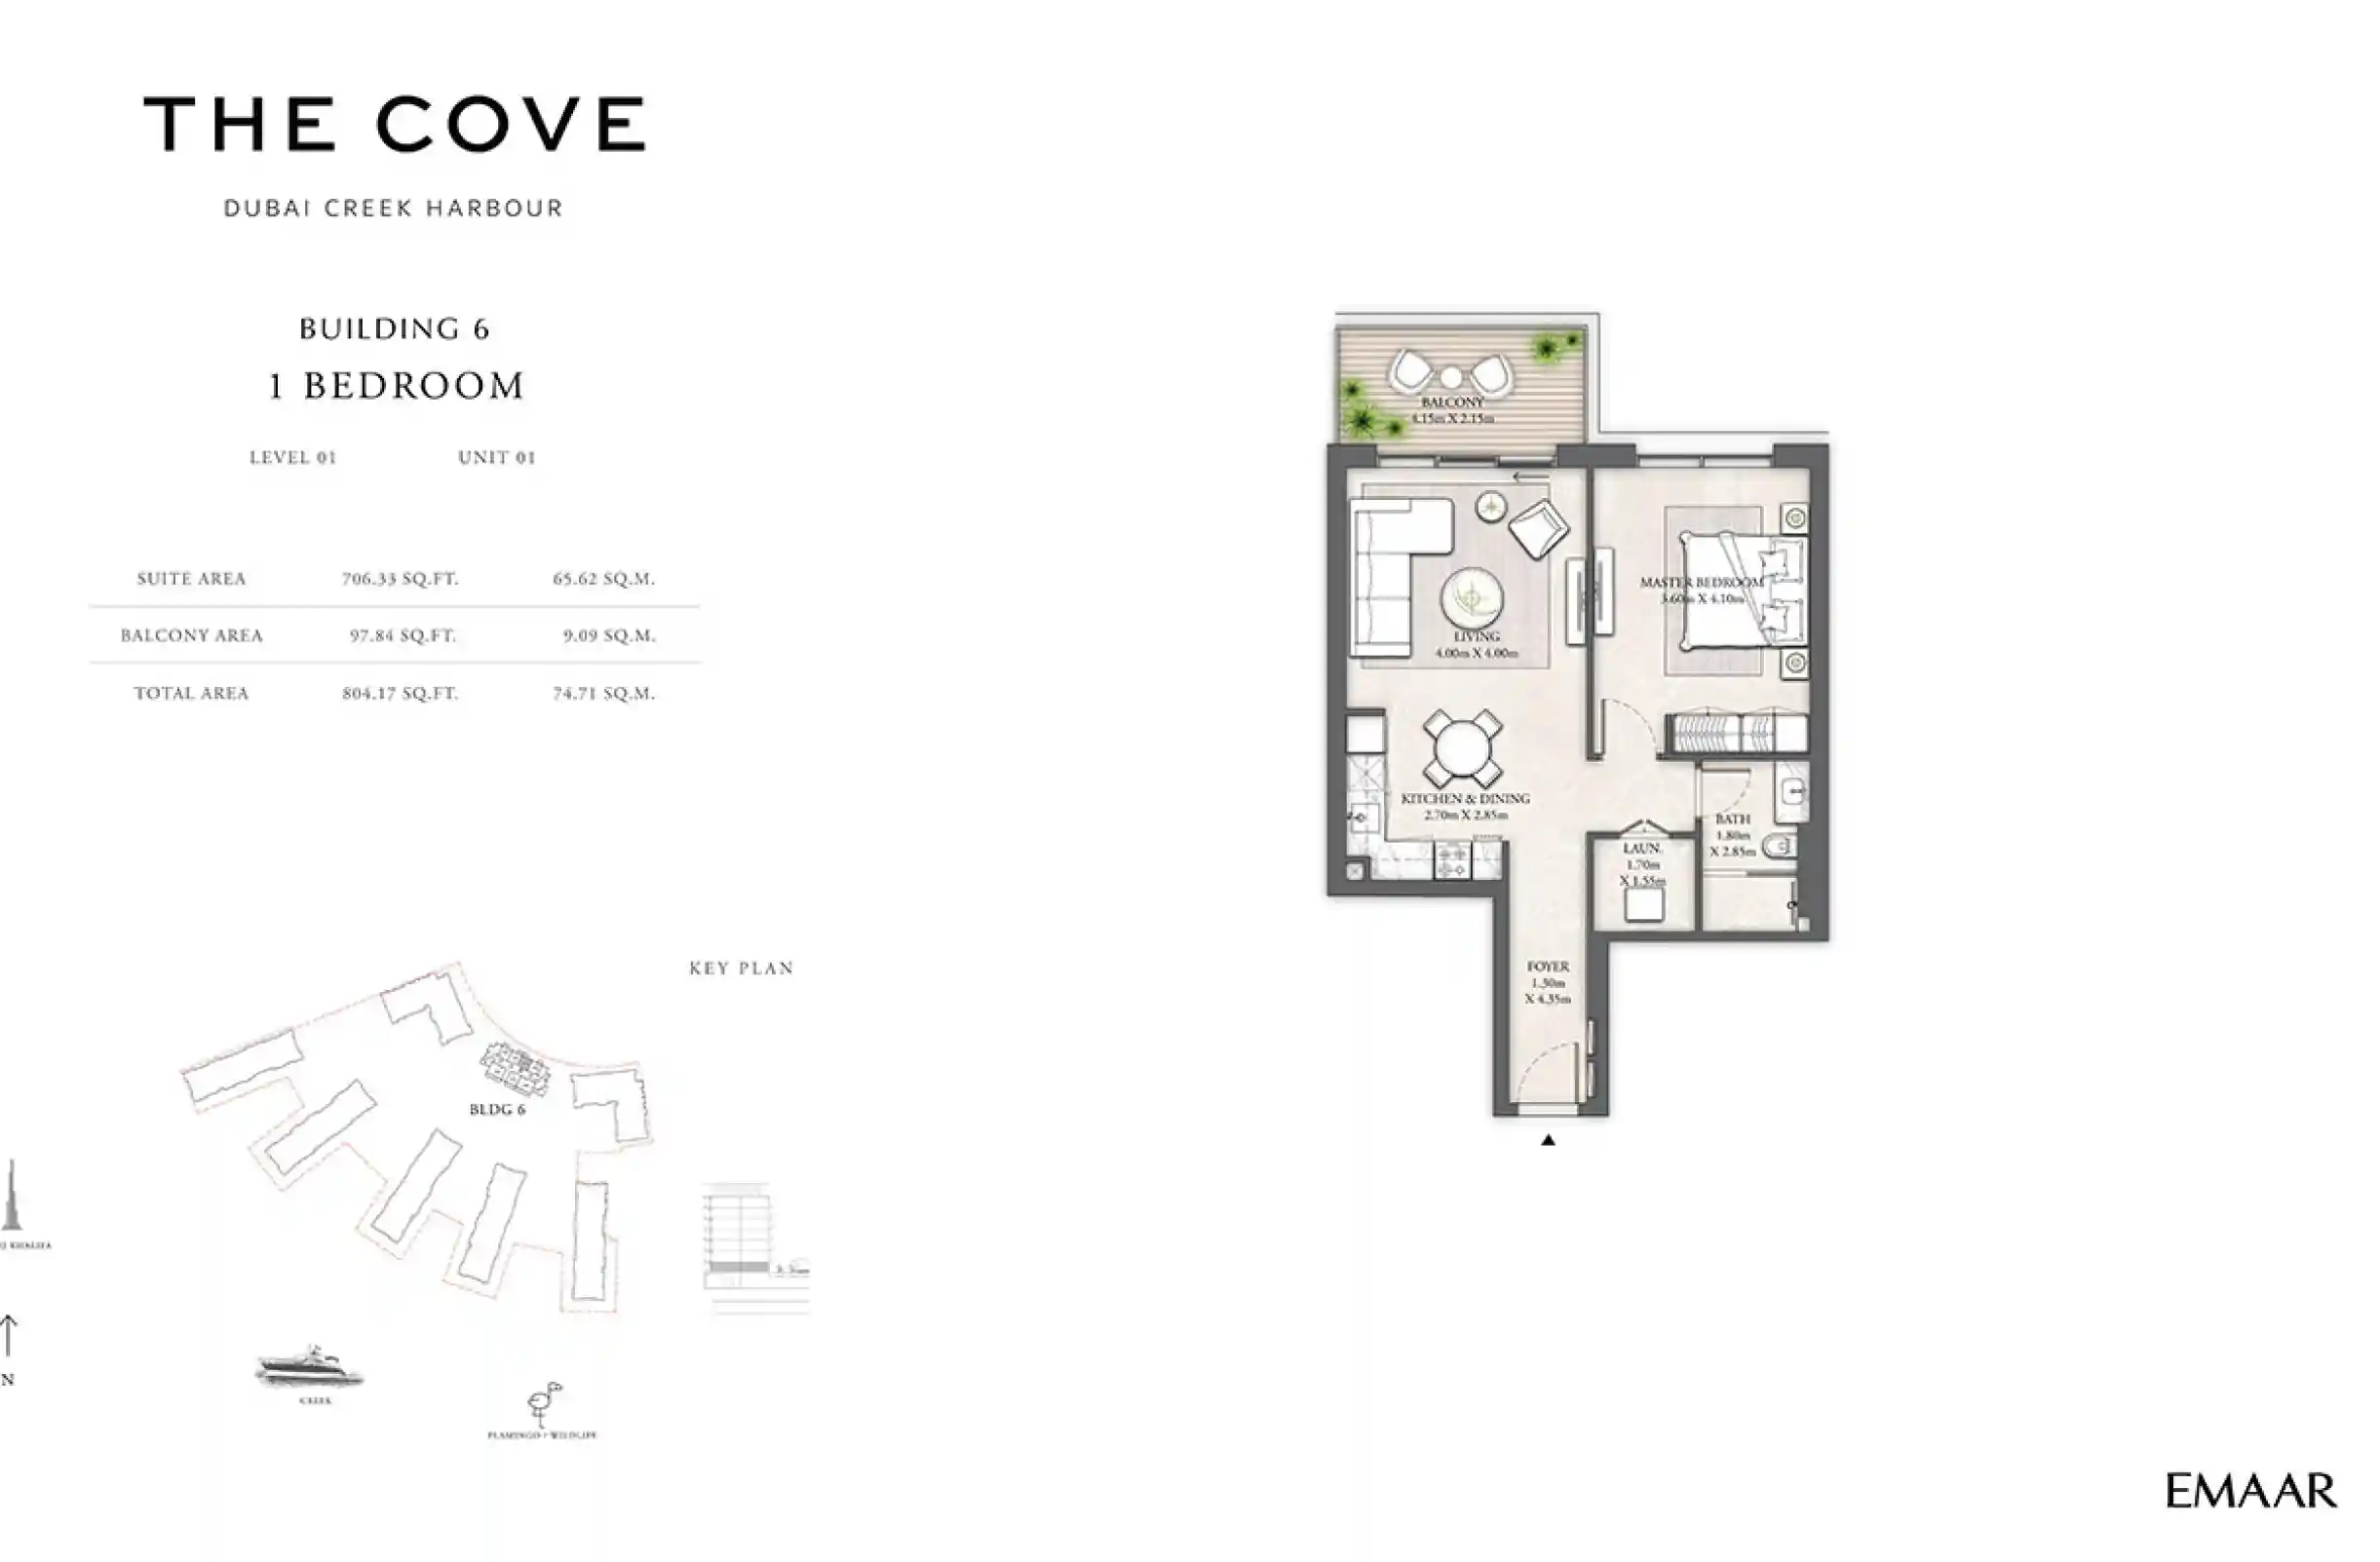 THE COVE
DUBAI CREEK HARBOUR
BUILDING 6
1 BEDROOM
LEVEL 01 UNIT 01
SUITE AREA 706.33 SQ.FT. 65.62 SQ.M.
BALCONY AREA 97.84 SQ.FT. 9.09 SQ.M.
TOTAL AREA 804.17 SQ.FT. 74.71 SQ.M.
KEY PLAN
BLDG 6
KHALIFA
N
CREEK
FLAMINGO / WILDLIFE
BALCONY
4.15m X 2.15m
MASTER BEDROOM
3.60m X 4.10m
LIVING
4.00m X 4.00m
KITCHEN & DINING
2.70m X 2.85m
BATH
1.80m
X 2.85m
LAUN.
1.70m
X 1.55m
FOYER
1.30m
X 4.35m
EMAAR